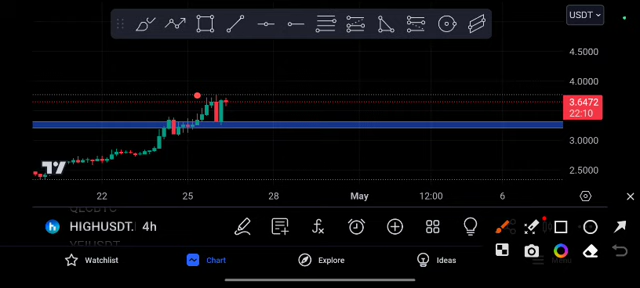 USDT
4.5000
4.0000
3.6472
22:10
3.0000
2.5000
22 25 28 May 12:00 6
HIGHUSDT. 4h
Watchlist Chart Explore Ideas